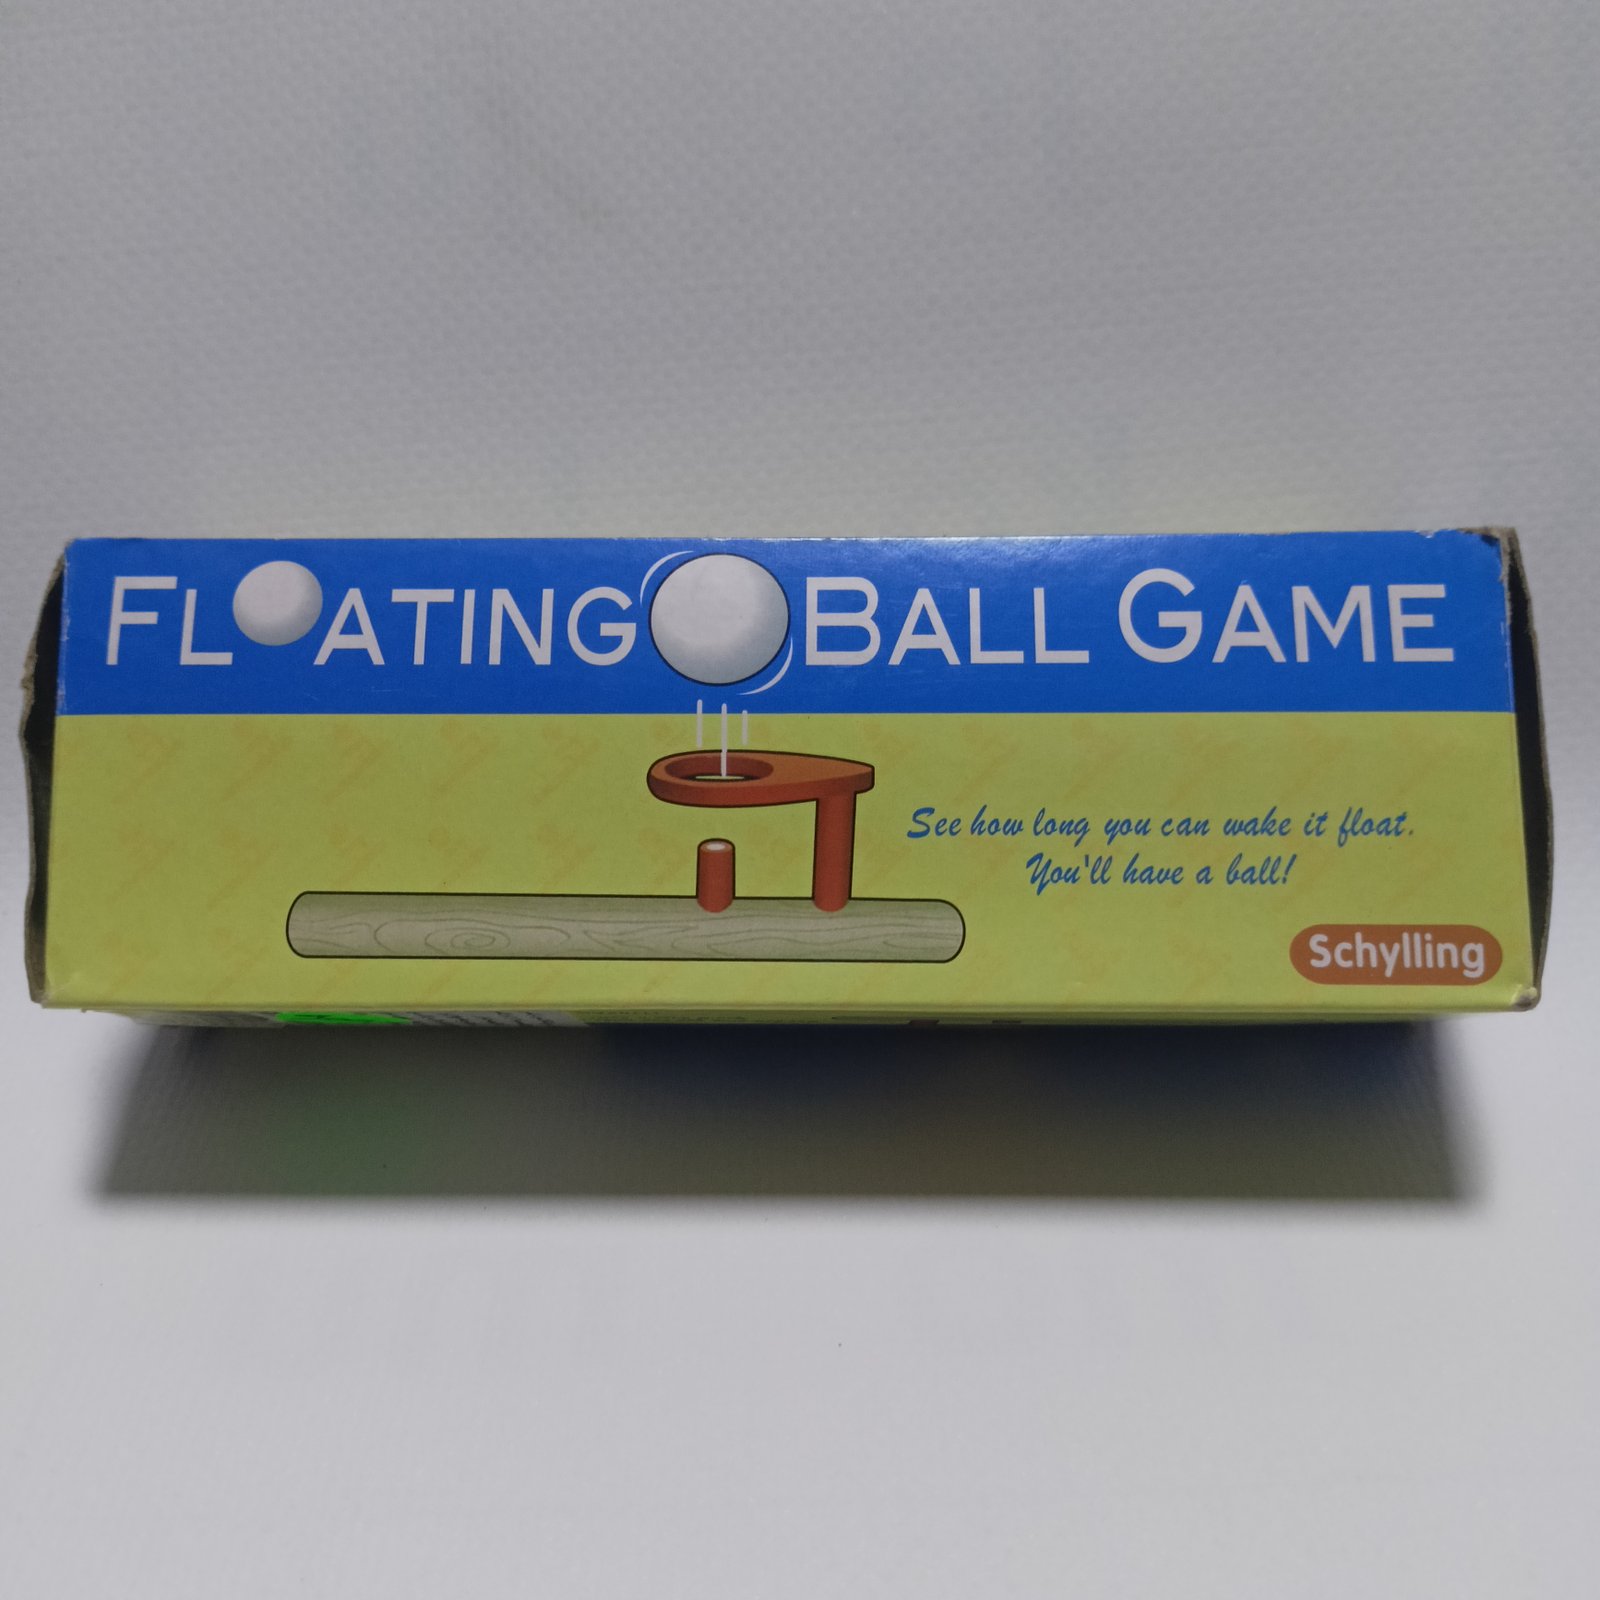 FLOATING BALL GAME
See how long you can wake it float.
You'll have a ball!
Schylling